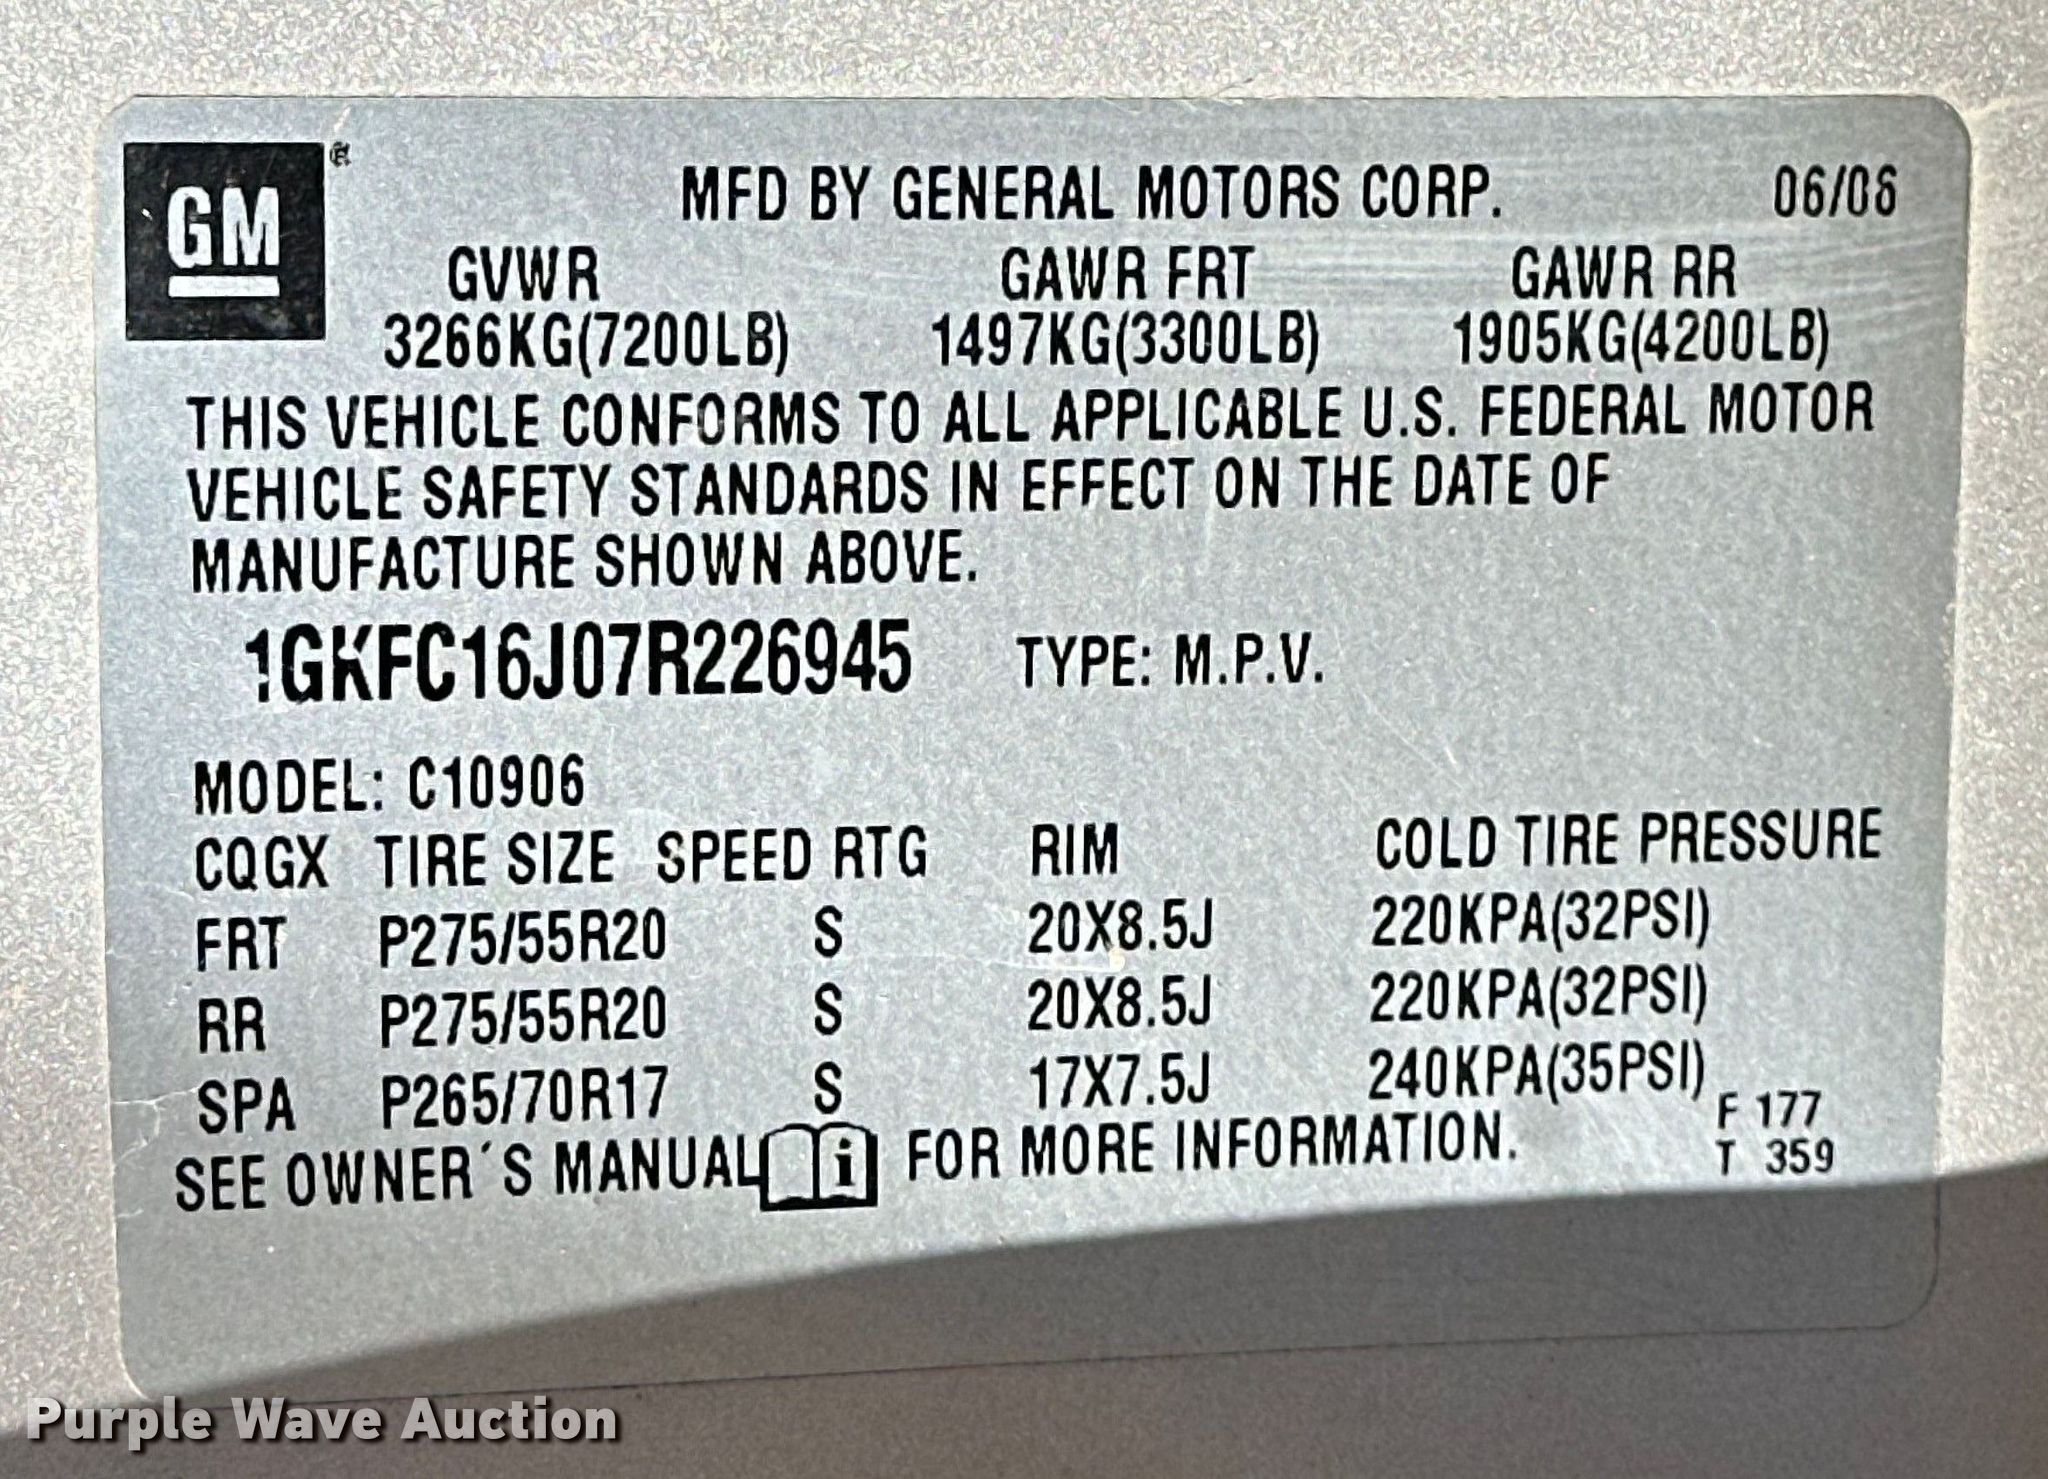 GM®
MFD BY GENERAL MOTORS CORP. 06/06
GVWR GAWR FRT GAWR RR
3266KG(7200LB) 1497KG(3300LB) 1905KG(4200LB)
THIS VEHICLE CONFORMS TO ALL APPLICABLE U.S. FEDERAL MOTOR
VEHICLE SAFETY STANDARDS IN EFFECT ON THE DATE OF
MANUFACTURE SHOWN ABOVE.
1GKFC16J07R226945 TYPE: M.P.V.
MODEL: C10906
CQGX TIRE SIZE SPEED RTG RIM COLD TIRE PRESSURE
FRT P275/55R20 S 20X8.5J 220KPA(32PSI)
RR P275/55R20 S 20X8.5J 220KPA(32PSI)
SPA P265/70R17 S 17X7.5J 240KPA(35PSI)
SEE OWNER´S MANUAL i FOR MORE INFORMATION.
F 177
T 359
Purple Wave Auction